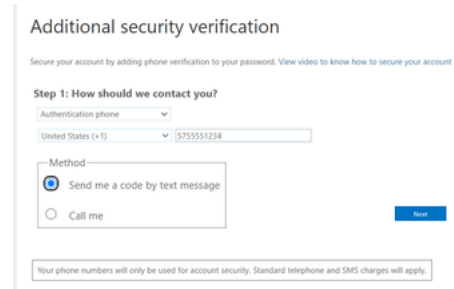 Additional security verification
Secure your account by adding phone verification to your password. View video to know how to secure your account
Step 1: How should we contact you?
Authentication phone
United States (+1) 5755551234
Method
Send me a code by text message
Call me
Next
Your phone numbers will only be used for account security. Standard telephone and SMS charges will apply.